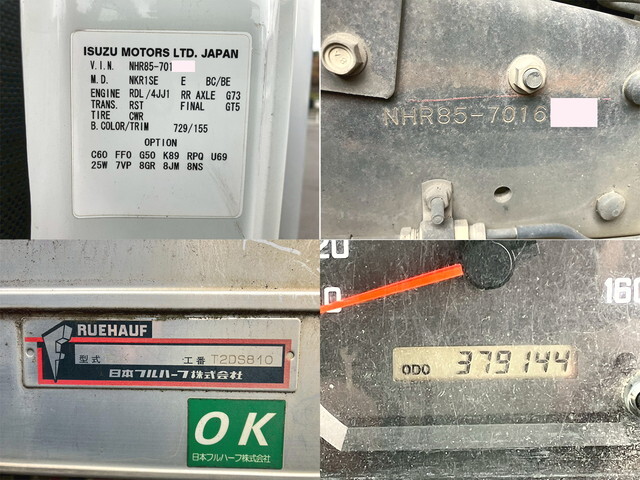 ISUZU MOTORS LTD. JAPAN
V.I.N. NHR85-701
M.D. NKR1SE E BC/BE
ENGINE RDL/4JJ1 RR AXLE G73
TRANS. RST FINAL GT5
TIRE CWR
B.COLOR/TRIM 729/155
OPTION
C60 FF0 G50 K89 RPQ U69
25W 7VP 8GR 8JM 8NS
NHR85-7016
RUEHAUF
型式 工番 T2DS810
日本フルハーフ株式会社
OK
日本フルハーフ株式会社
20
160
ODO 379144